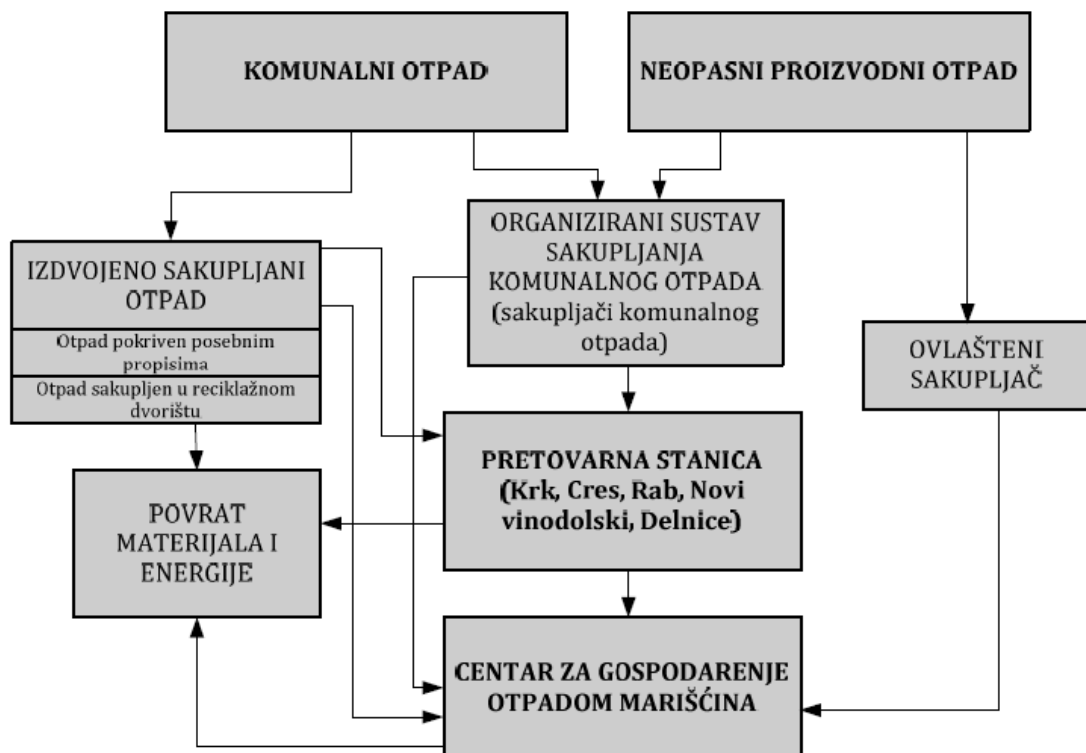 KOMUNALNI OTPAD
NEOPASNI PROIZVODNI OTPAD
IZDVOJENO SAKUPLJANI
OTPAD
Otpad pokriven posebnim
propisima
Otpad sakupljen u reciklažnom
dvorištu
ORGANIZIRANI SUSTAV
SAKUPLJANJA
KOMUNALNOG OTPADA
(sakupljači komunalnog
otpada)
OVLAŠTENI
SAKUPLJAČ
PRETOVARNA STANICA
(Krk, Cres, Rab, Novi
vinodolski, Delnice)
POVRAT
MATERIJALA I
ENERGIJE
CENTAR ZA GOSPODARENJE
OTPADOM MARIŠĆINA